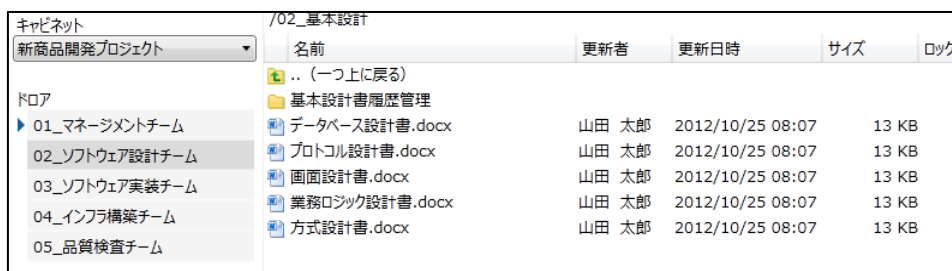 キャビネット
新商品開発プロジェクト
ドロア
01_マネージメントチーム
02_ソフトウェア設計チーム
03_ソフトウェア実装チーム
04_インフラ構築チーム
05_品質検査チーム
/02_基本設計
名前 更新者 更新日時 サイズ ロック
..（一つ上に戻る）
基本設計書履歴管理
データベース設計書.docx 山田 太郎 2012/10/25 08:07 13 KB
プロトコル設計書.docx 山田 太郎 2012/10/25 08:07 13 KB
画面設計書.docx 山田 太郎 2012/10/25 08:07 13 KB
業務ロジック設計書.docx 山田 太郎 2012/10/25 08:07 13 KB
方式設計書.docx 山田 太郎 2012/10/25 08:07 13 KB